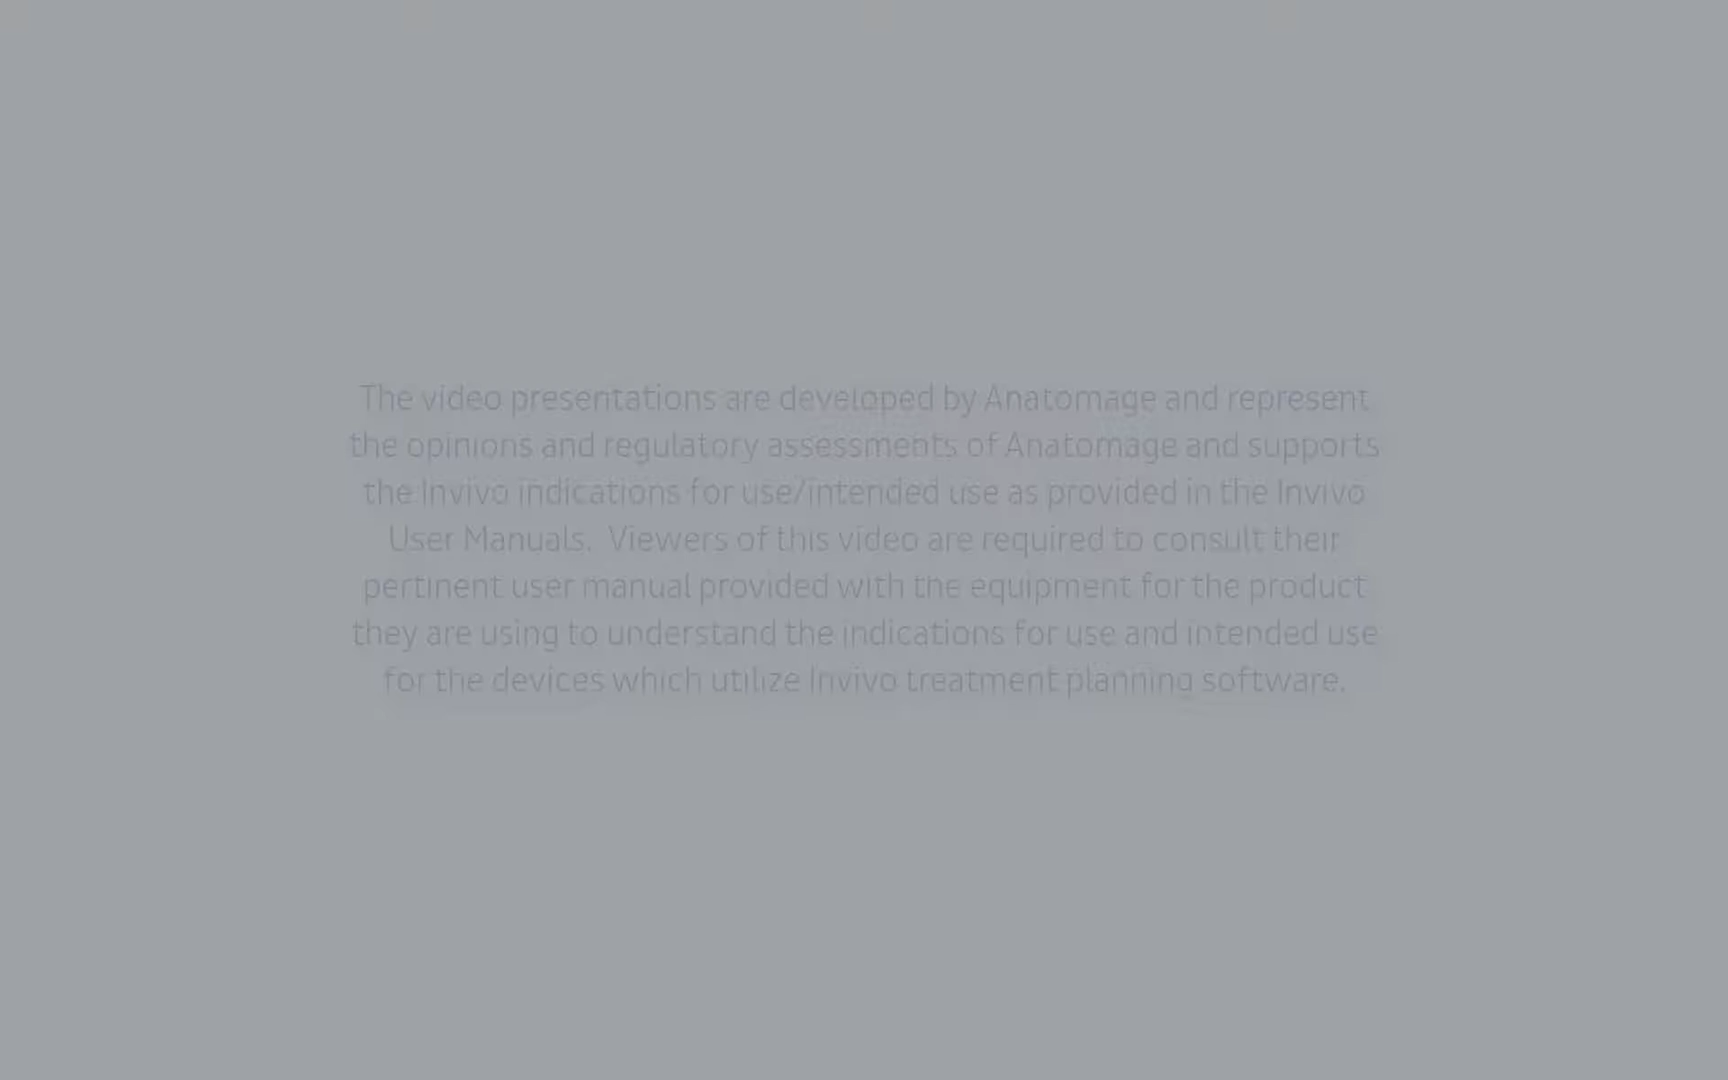 The video presentations are developed by Anatomage and represent
the opinions and regulatory assessments of Anatomage and supports
the Invivo indications for use/intended use as provided in the Invivo
User Manuals.  Viewers of this video are required to consult their
pertinent user manual provided with the equipment for the product
they are using to understand the indications for use and intended use
for the devices which utilize Invivo treatment planning software.